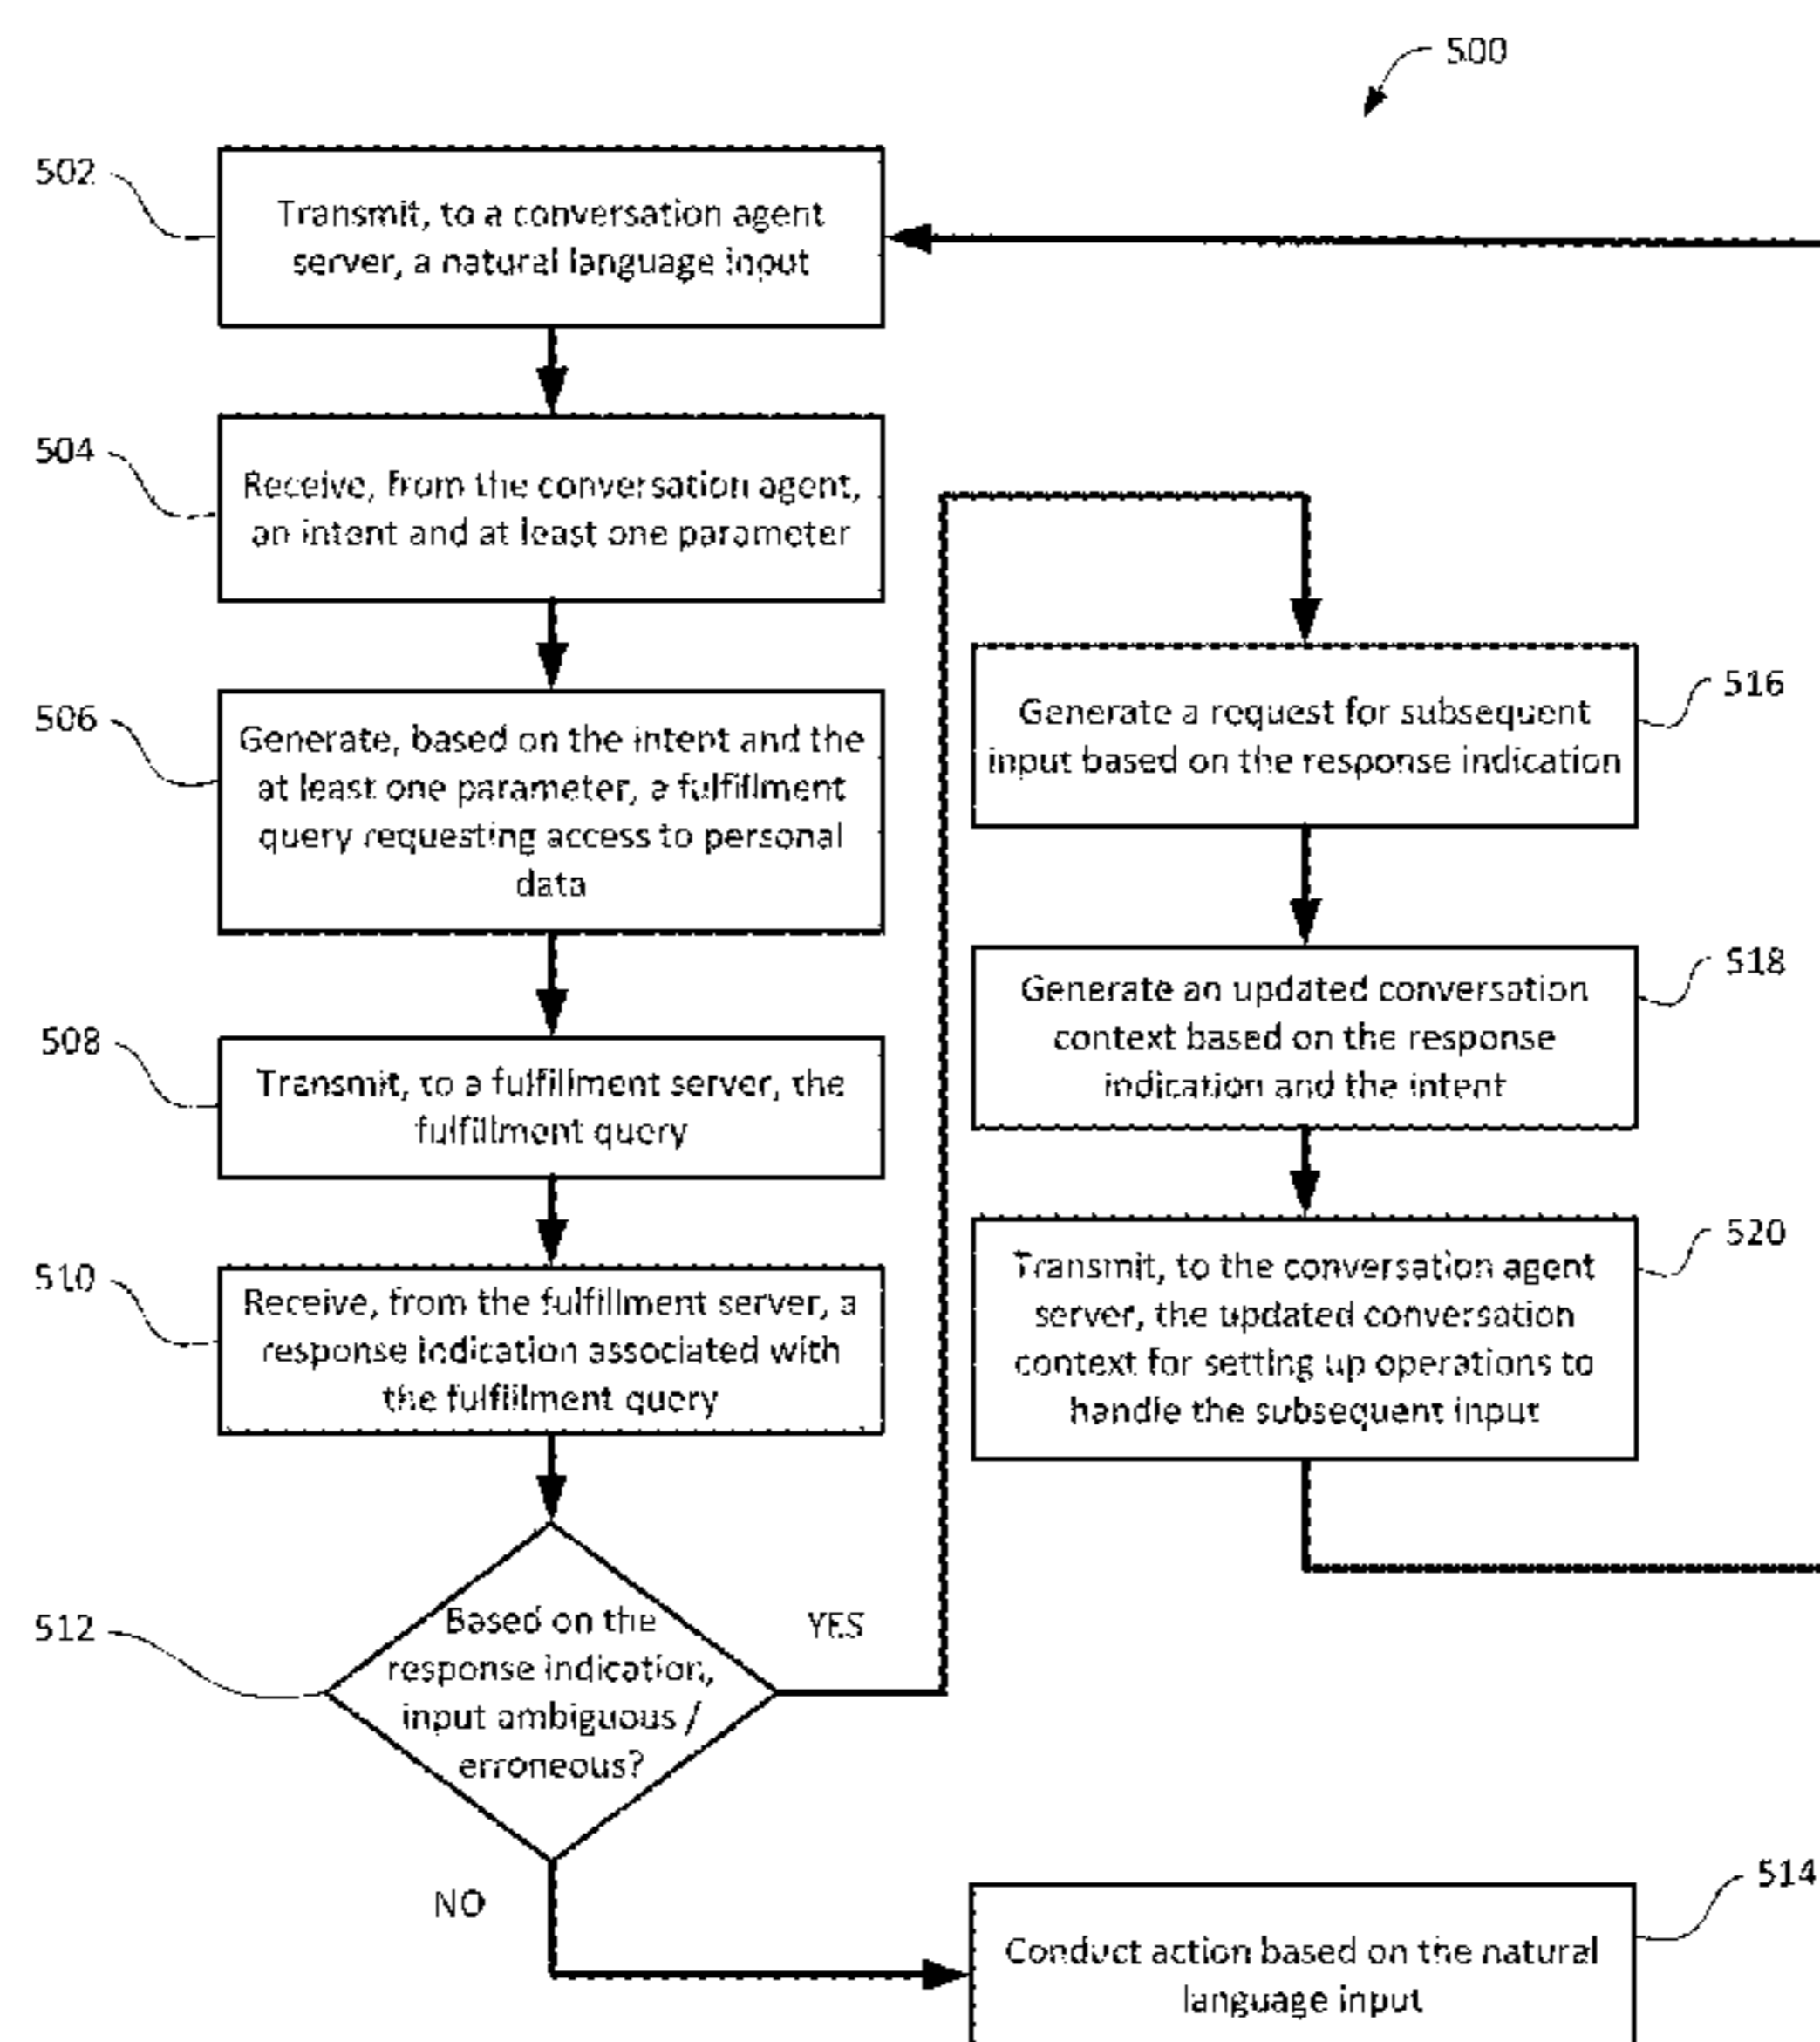 500
502
Transmit, to a conversation agent
server, a natural language input
504
Receive, from the conversation agent,
an intent and at least one parameter
506
Generate, based on the intent and the
at least one parameter, a fulfillment
query requesting access to personal
data
508
Transmit, to a fulfillment server, the
fulfillment query
510
Receive, from the fulfillment server, a
response indication associated with
the fulfillment query
512
Based on the
response indication,
input ambiguous /
erroneous?
YES
NO
516
Generate a request for subsequent
input based on the response indication
518
Generate an updated conversation
context based on the response
indication and the intent
520
Transmit, to the conversation agent
server, the updated conversation
context for setting up operations to
handle the subsequent input
514
Conduct action based on the natural
language input